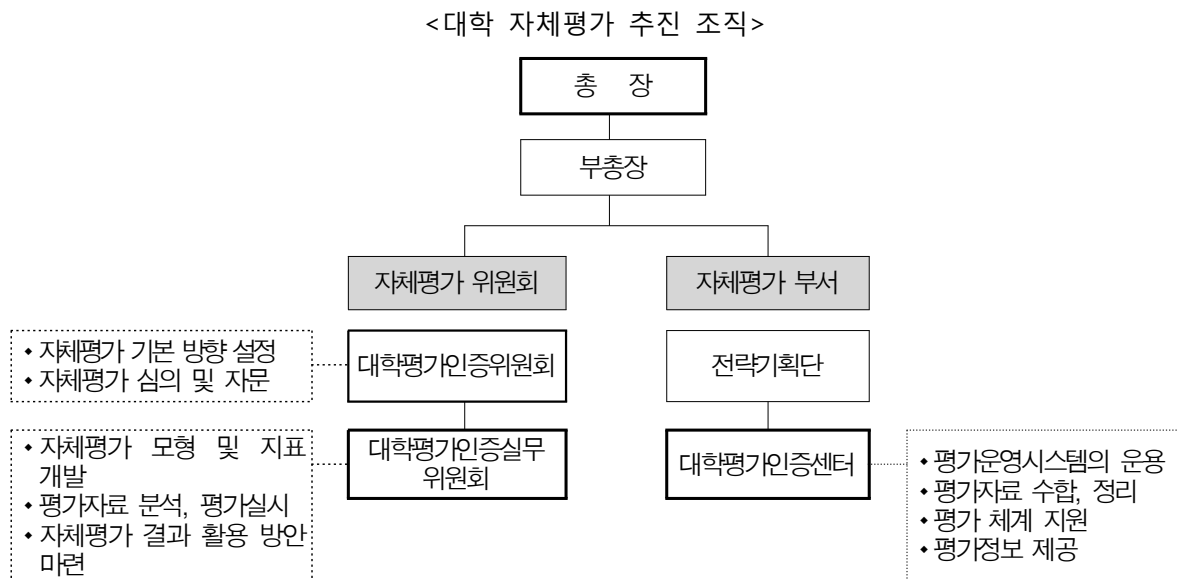 <대학 자체평가 추진 조직>
총 장
부총장
자체평가 위원회
자체평가 부서
◆ 자체평가 기본 방향 설정
◆ 자체평가 심의 및 자문
대학평가인증위원회
전략기획단
◆ 자체평가 모형 및 지표
개발
◆ 평가자료 분석, 평가실시
◆ 자체평가 결과 활용 방안
마련
대학평가인증실무
위원회
대학평가인증센터
◆ 평가운영시스템의 운용
◆ 평가자료 수합, 정리
◆ 평가 체계 지원
◆ 평가정보 제공